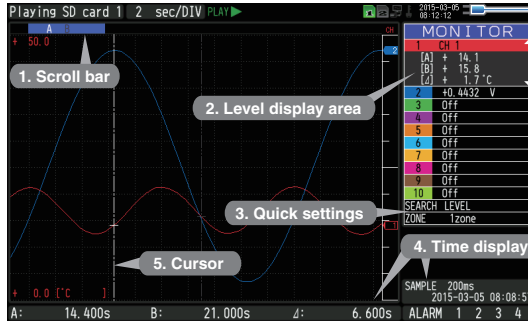 Playing SD card 1 2 sec/DIV PLAY 2015-03-05 08:12:12
A B CH
+ 50.0
2
1. Scroll bar
2. Level display area
3. Quick settings
4. Time display
5. Cursor
1
+ 0.0 [°C ]
MONITOR
1 CH 1
[A] + 14.1
[B] + 15.8
[⊿] + 1.7 °C
2 +0.4432 V
3 Off
4 Off
5 Off
6 Off
7 Off
8 Off
9 Off
10 Off
SEARCH LEVEL
ZONE 1zone
SAMPLE 200ms
2015-03-05 08:08:5
A: 14.400s B: 21.000s ⊿: 6.600s ALARM 1 2 3 4